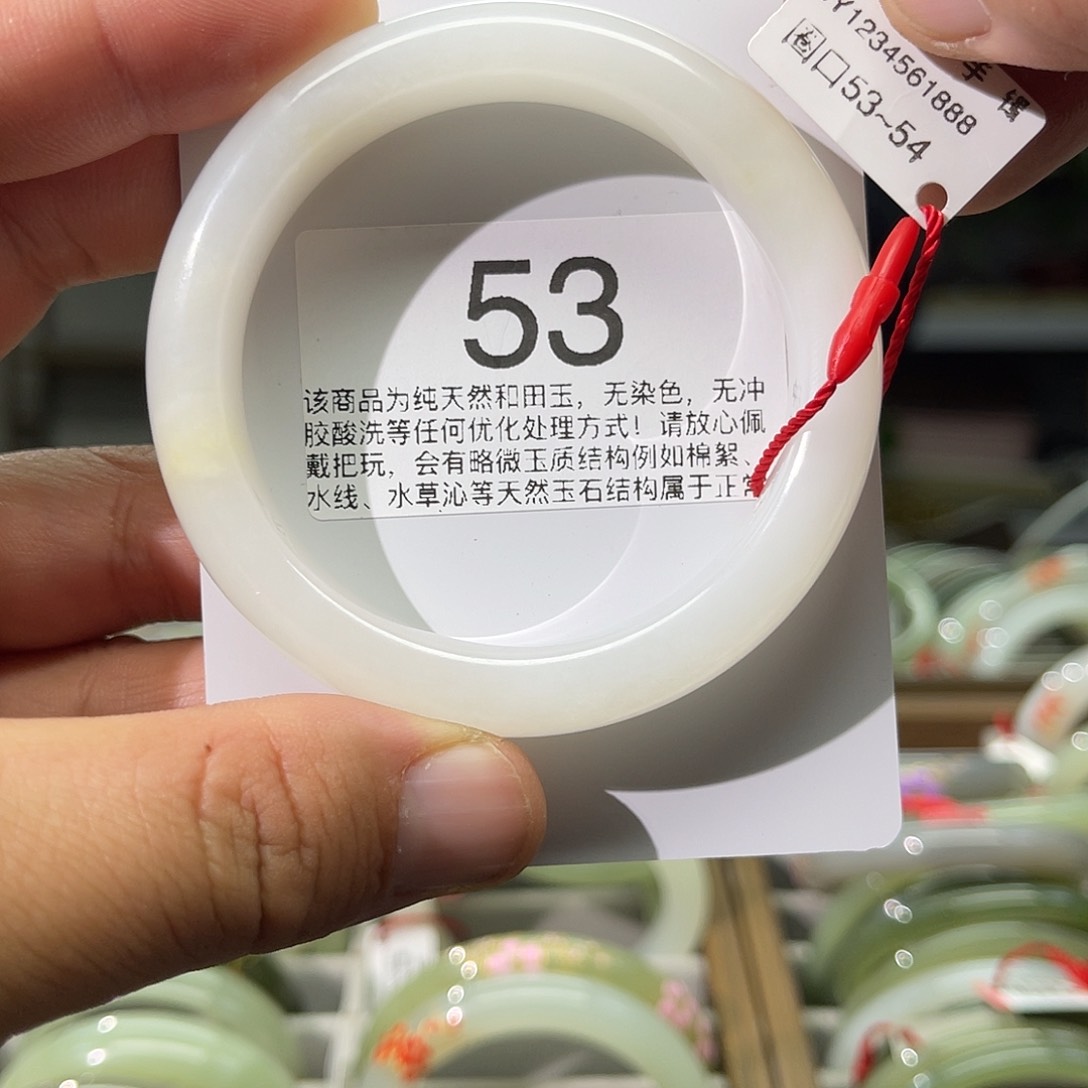 Y1234561888
手镯
圈口53~54
53
该商品为纯天然和田玉，无染色，无冲
胶酸洗等任何优化处理方式！请放心佩
戴把玩，会有略微玉质结构例如棉絮、
水线、水草沁等天然玉石结构属于正常